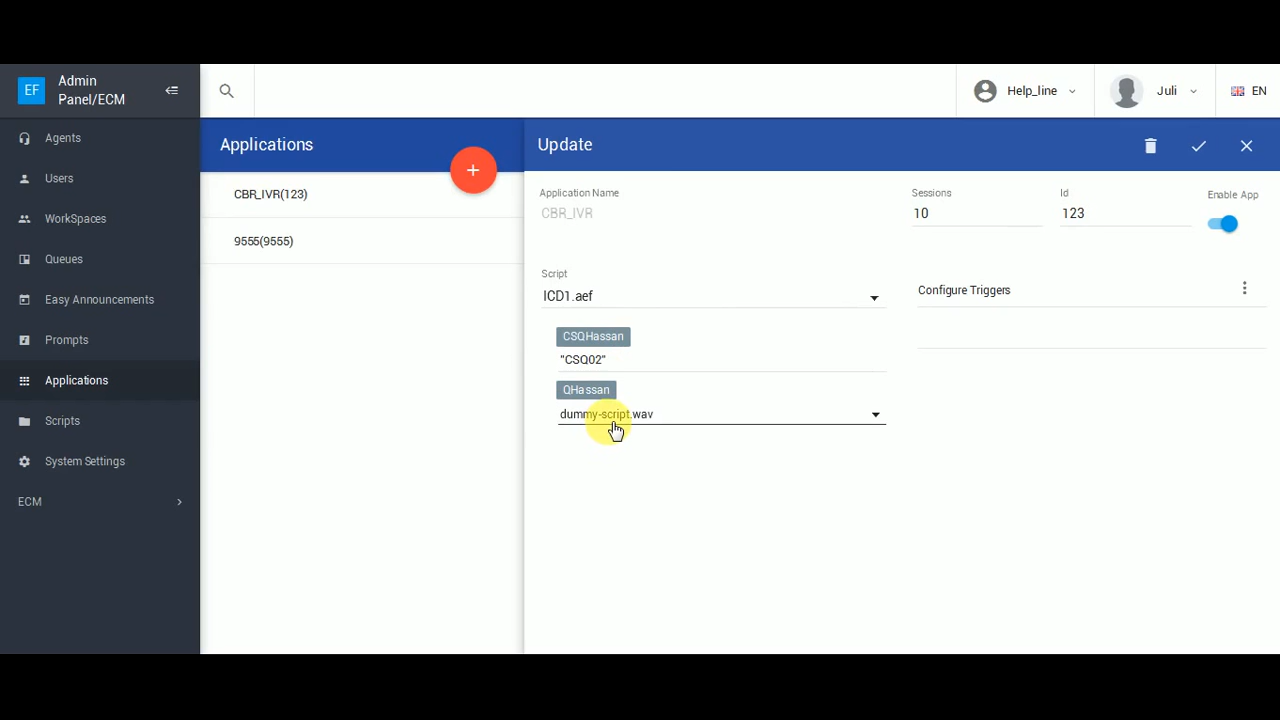 EF
Admin
Panel/ECM
Help_line
Juli
EN
Agents
Users
WorkSpaces
Queues
Easy Announcements
Prompts
Applications
Scripts
System Settings
ECM
Applications
+
CBR_IVR(123)
9555(9555)
Update
Application Name
CBR_IVR
Sessions
10
Id
123
Enable App
Script
ICD1.aef
Configure Triggers
CSQHassan
"CSQ02"
QHassan
dummy-script.wav